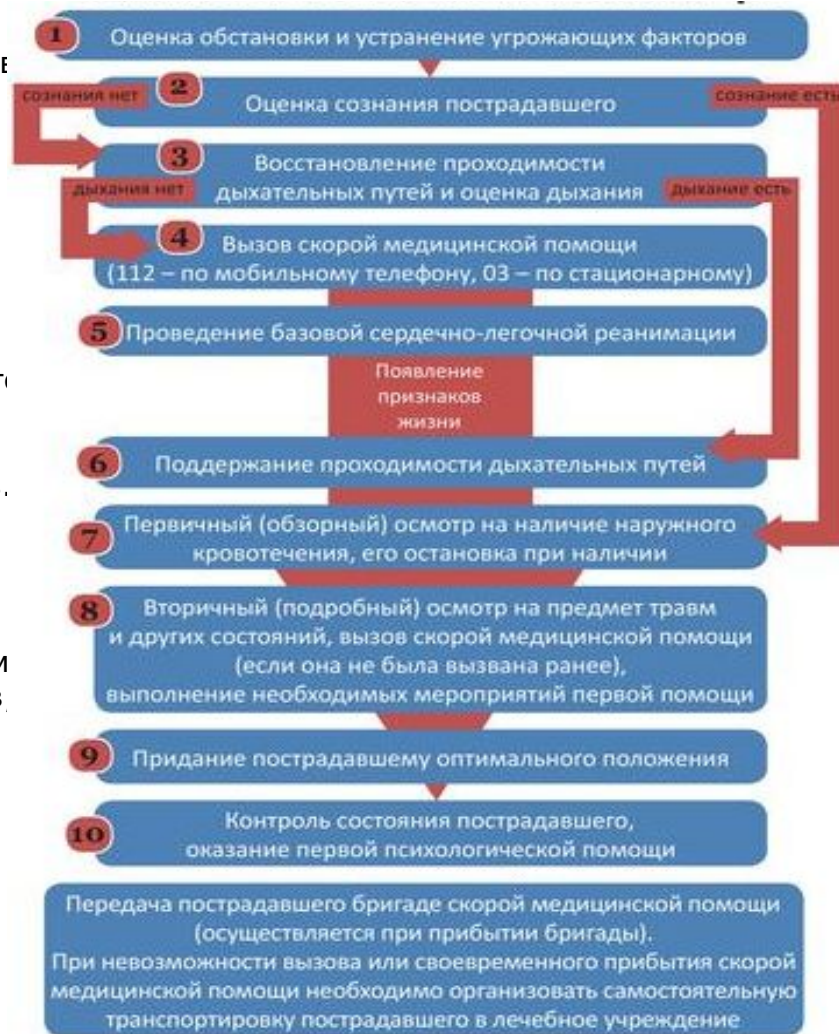 1
Оценка обстановки и устранение угрожающих факторов
2
сознания нет
Оценка сознания пострадавшего
сознание есть
3
Восстановление проходимости
дыхания нет
дыхательных путей и оценка дыхания
дыхание есть
4
Вызов скорой медицинской помощи
(112 – по мобильному телефону, 03 – по стационарному)
5
Проведение базовой сердечно-легочной реанимации
Появление
признаков
жизни
6
Поддержание проходимости дыхательных путей
7
Первичный (обзорный) осмотр на наличие наружного
кровотечения, его остановка при наличии
8
Вторичный (подробный) осмотр на предмет травм
и других состояний, вызов скорой медицинской помощи
(если она не была вызвана ранее),
выполнение необходимых мероприятий первой помощи
9
Придание пострадавшему оптимального положения
10
Контроль состояния пострадавшего,
оказание первой психологической помощи
Передача пострадавшего бригаде скорой медицинской помощи
(осуществляется при прибытии бригады).
При невозможности вызова или своевременного прибытия скорой
медицинской помощи необходимо организовать самостоятельную
транспортировку пострадавшего в лечебное учреждение